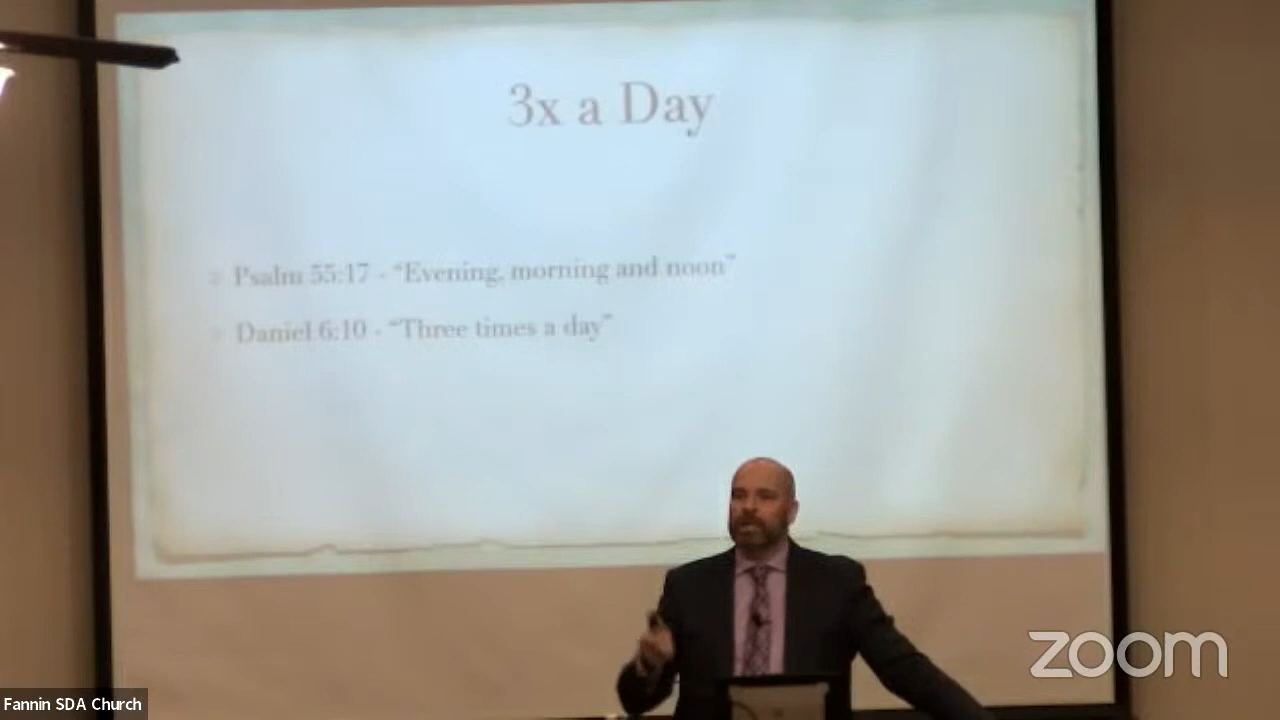 3x a Day
Psalm 55:17 - “Evening, morning and noon”
Daniel 6:10 - “Three times a day”
zoom
Fannin SDA Church